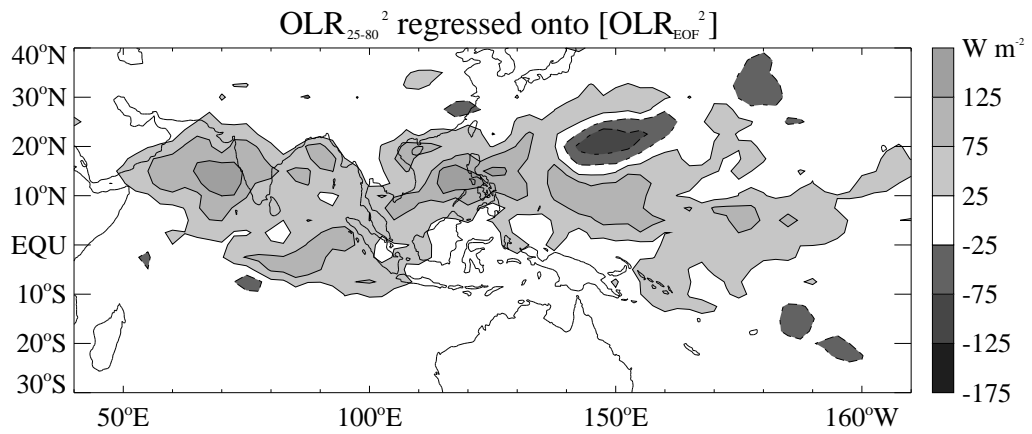 OLR25-80² regressed onto [OLREOF²]
W m-2
40°N
30°N
20°N
10°N
EQU
10°S
20°S
30°S
50°E
100°E
150°E
160°W
125
75
25
-25
-75
-125
-175